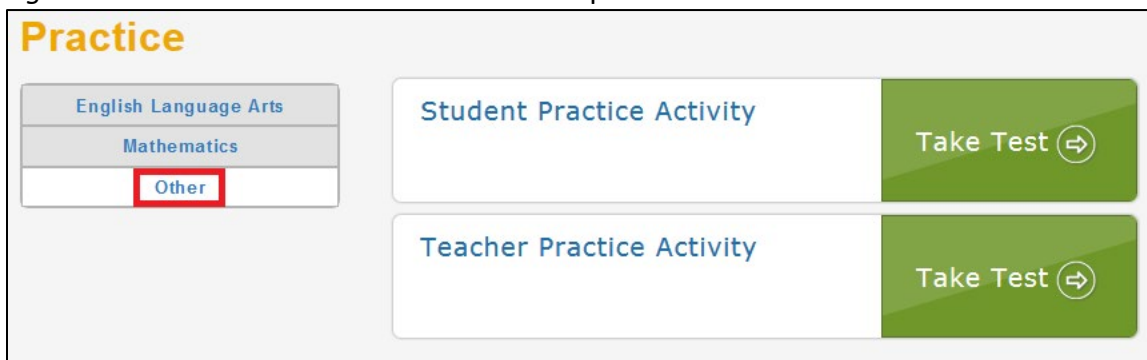 Practice
English Language Arts
Mathematics
Other
Student Practice Activity
Take Test
Teacher Practice Activity
Take Test